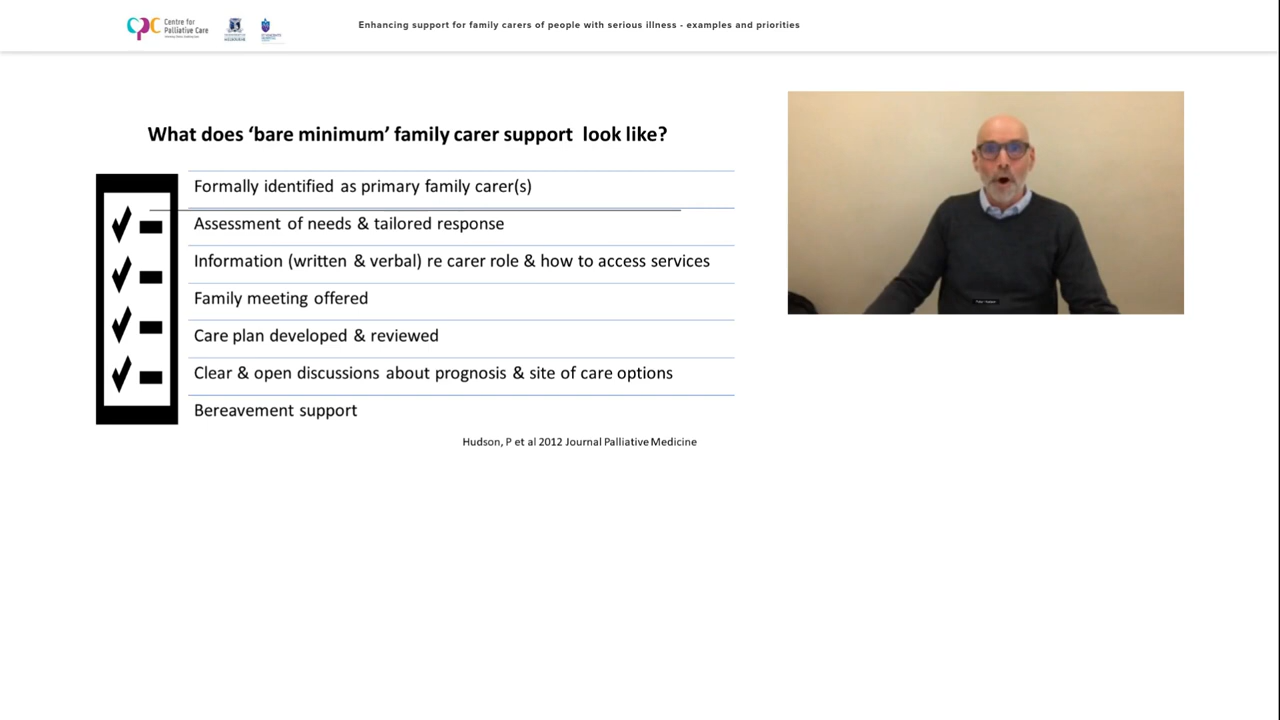 Centre for
Palliative Care
Enhancing support for family carers of people with serious illness - examples and priorities
What does ‘bare minimum’ family carer support look like?
Formally identified as primary family carer(s)
Assessment of needs & tailored response
Information (written & verbal) re carer role & how to access services
Family meeting offered
Care plan developed & reviewed
Clear & open discussions about prognosis & site of care options
Bereavement support
Hudson, P et al 2012 Journal Palliative Medicine